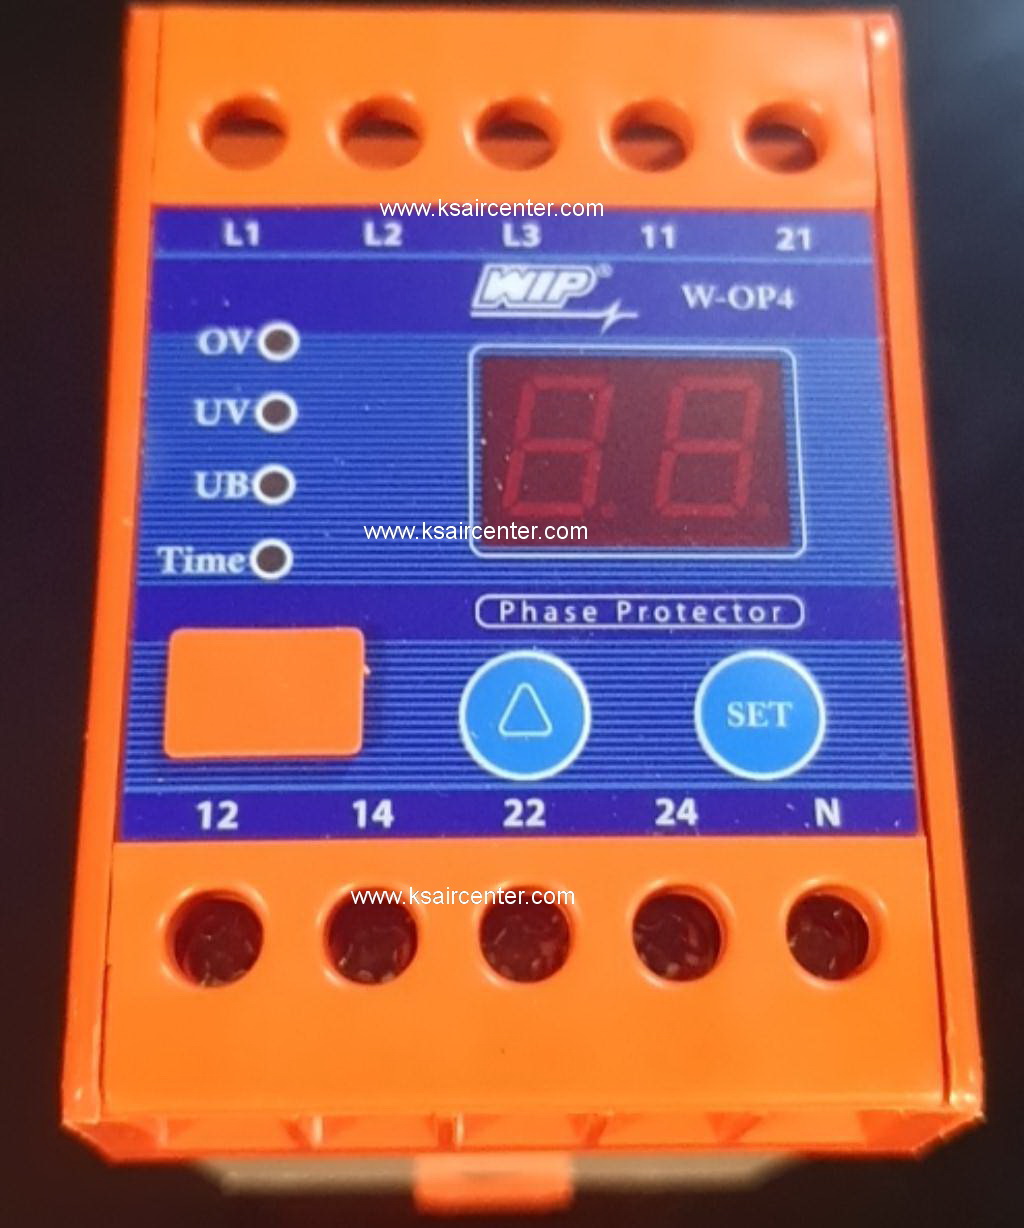 www.ksaircenter.com
L1 L2 L3 11 21
WIP® W-OP4
OV
UV
UB
www.ksaircenter.com
Time
Phase Protector
SET
12 14 22 24 N
www.ksaircenter.com